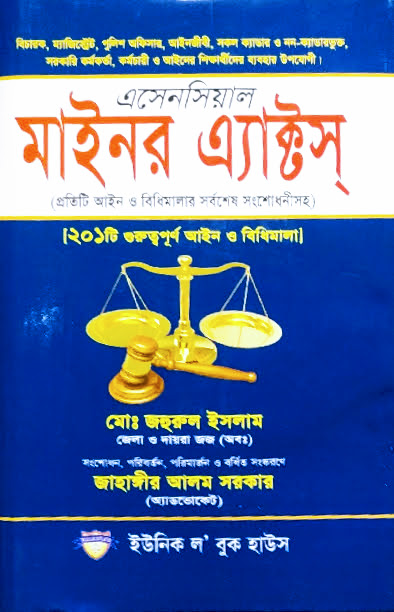 বিচারক, ম্যাজিস্ট্রেট, পুলিশ অফিসার, আইনজীবী, সকল ক্যাডার ও নন-ক্যাডারভুক্ত,
সরকারি কর্মকর্তা, কর্মচারী ও আইনের শিক্ষার্থীদের ব্যবহার উপযোগী।
এসেনসিয়াল
মাইনর এ্যাক্টস্
(প্রতিটি আইন ও বিধিমালার সর্বশেষ সংশোধনীসহ)
[২০১টি গুরুত্বপূর্ণ আইন ও বিধিমালা]
মোঃ জহুরুল ইসলাম
জেলা ও দায়রা জজ (অবঃ)
সংশোধন, পরিবর্তন, পরিমার্জন ও বর্ধিত সংস্করণে
জাহাঙ্গীর আলম সরকার
(অ্যাডভোকেট)
ইউনিক ল' বুক হাউস